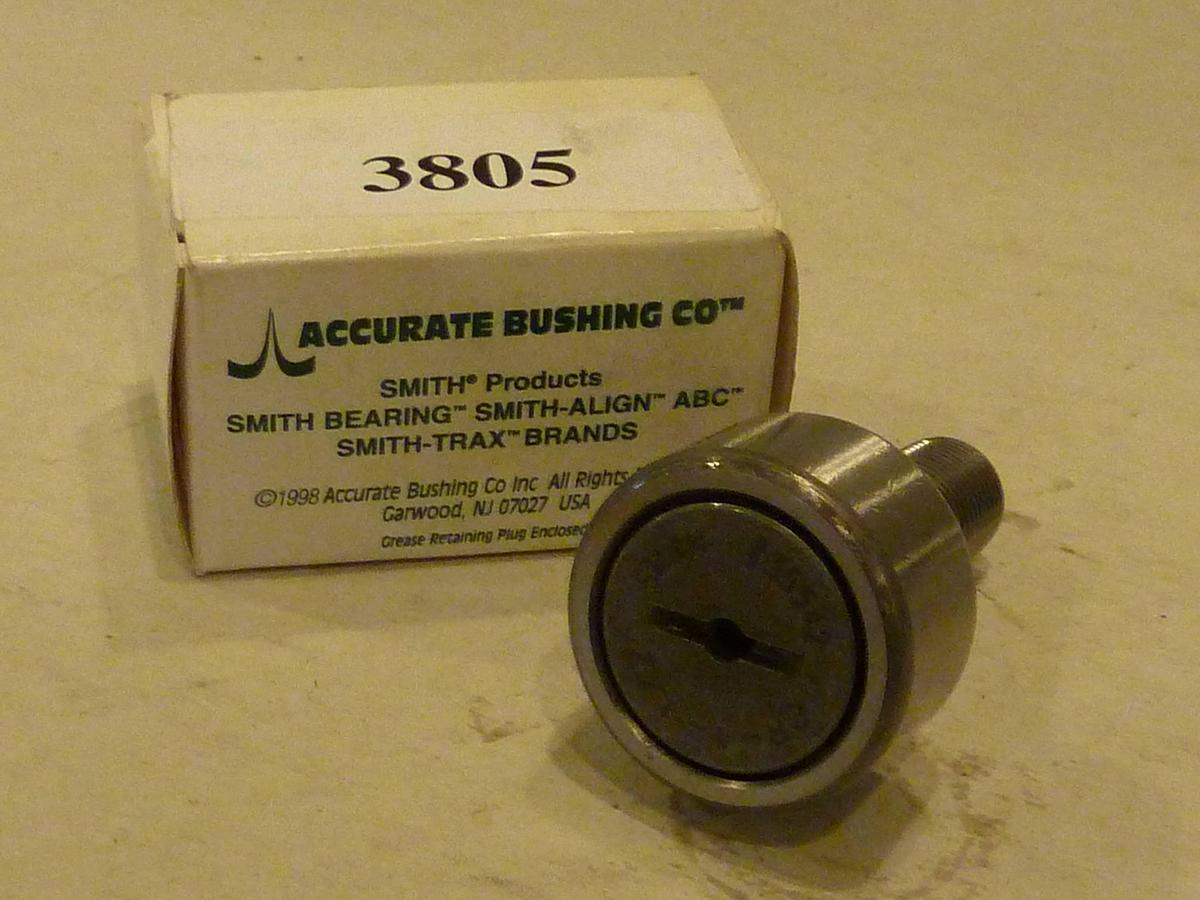 3805
ACCURATE BUSHING CO™
SMITH® Products
SMITH BEARING™ SMITH-ALIGN™ ABC™
SMITH-TRAX™ BRANDS
©1998 Accurate Bushing Co Inc All Rights
Garwood, NJ 07027 USA
Grease Retaining Plug Enclosed